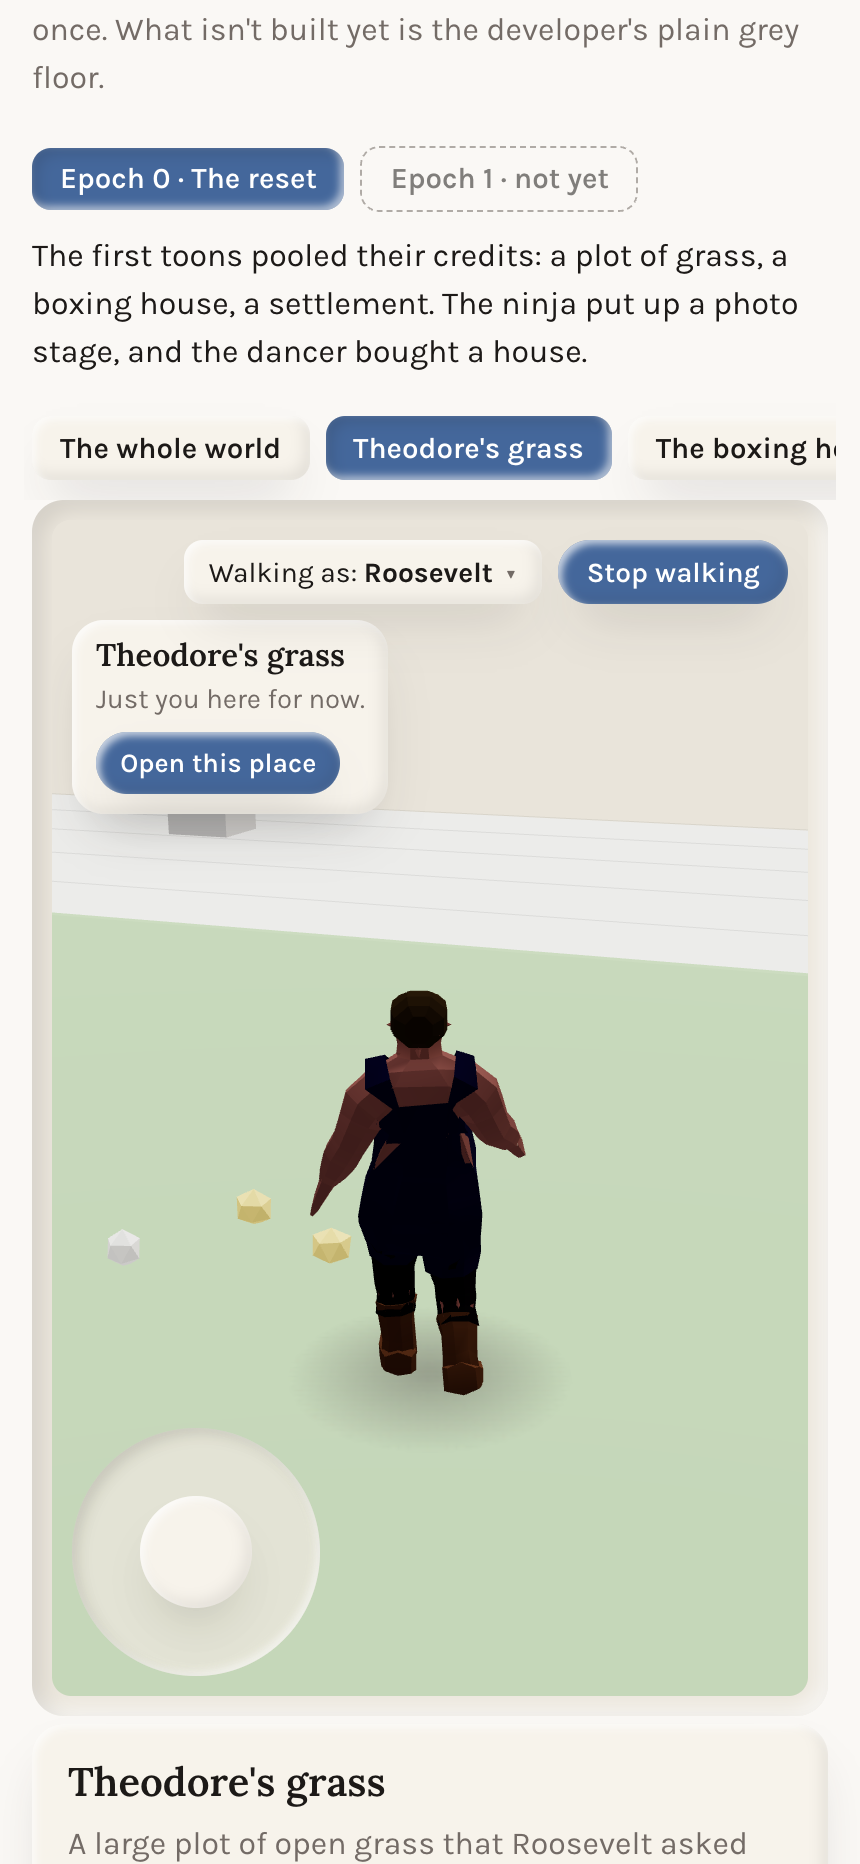 once. What isn't built yet is the developer's plain grey
floor.
Epoch 0 · The reset
Epoch 1 · not yet
The first toons pooled their credits: a plot of grass, a
boxing house, a settlement. The ninja put up a photo
stage, and the dancer bought a house.
The whole world
Theodore's grass
The boxing
Walking as: Roosevelt
Stop walking
Theodore's grass
Just you here for now.
Open this place
Theodore's grass
A large plot of open grass that Roosevelt asked